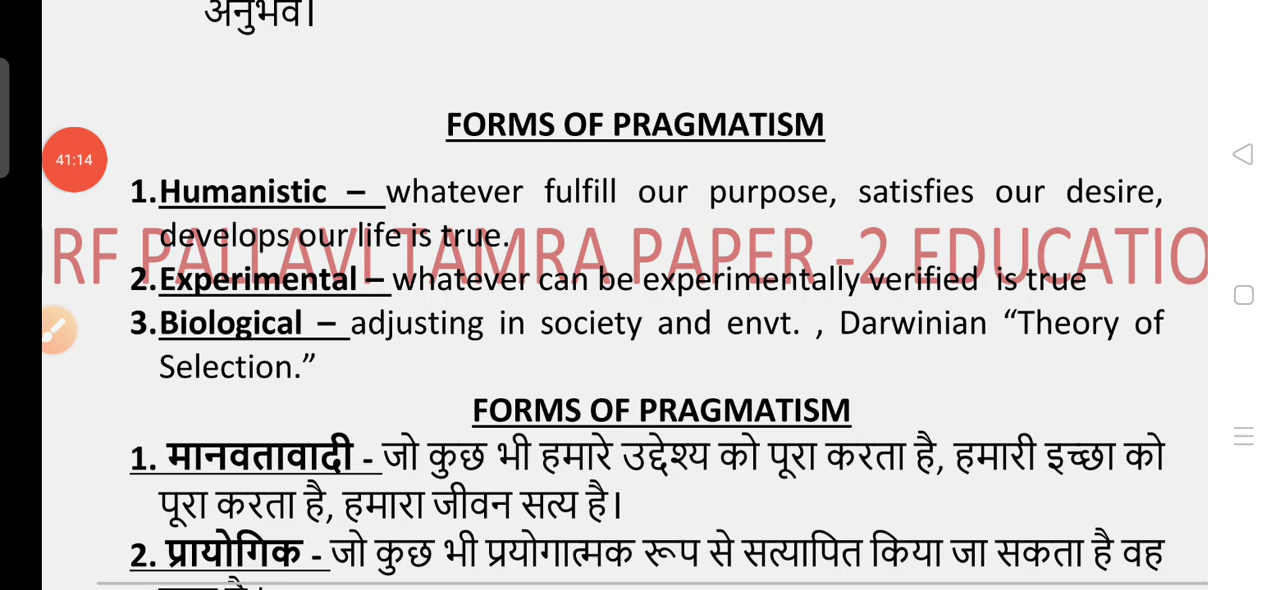 अनुभव।
FORMS OF PRAGMATISM
41:14
1.Humanistic – whatever fulfill our purpose, satisfies our desire,
develops our life is true.
RF PALLAVI TAMRA PAPER -2 EDUCATIO
2.Experimental – whatever can be experimentally verified is true
3.Biological – adjusting in society and envt. , Darwinian “Theory of
Selection.”
FORMS OF PRAGMATISM
1. मानवतावादी - जो कुछ भी हमारे उद्देश्य को पूरा करता है, हमारी इच्छा को
पूरा करता है, हमारा जीवन सत्य है।
2. प्रायोगिक - जो कुछ भी प्रयोगात्मक रूप से सत्यापित किया जा सकता है वह